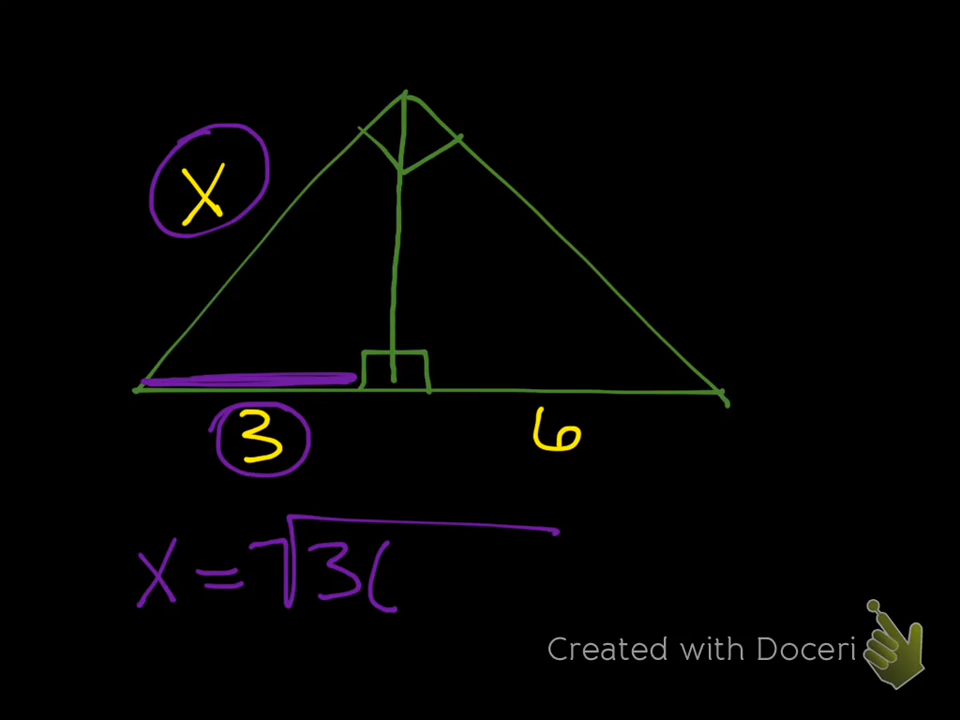 X
3 6
X = √3(
Created with Doceri